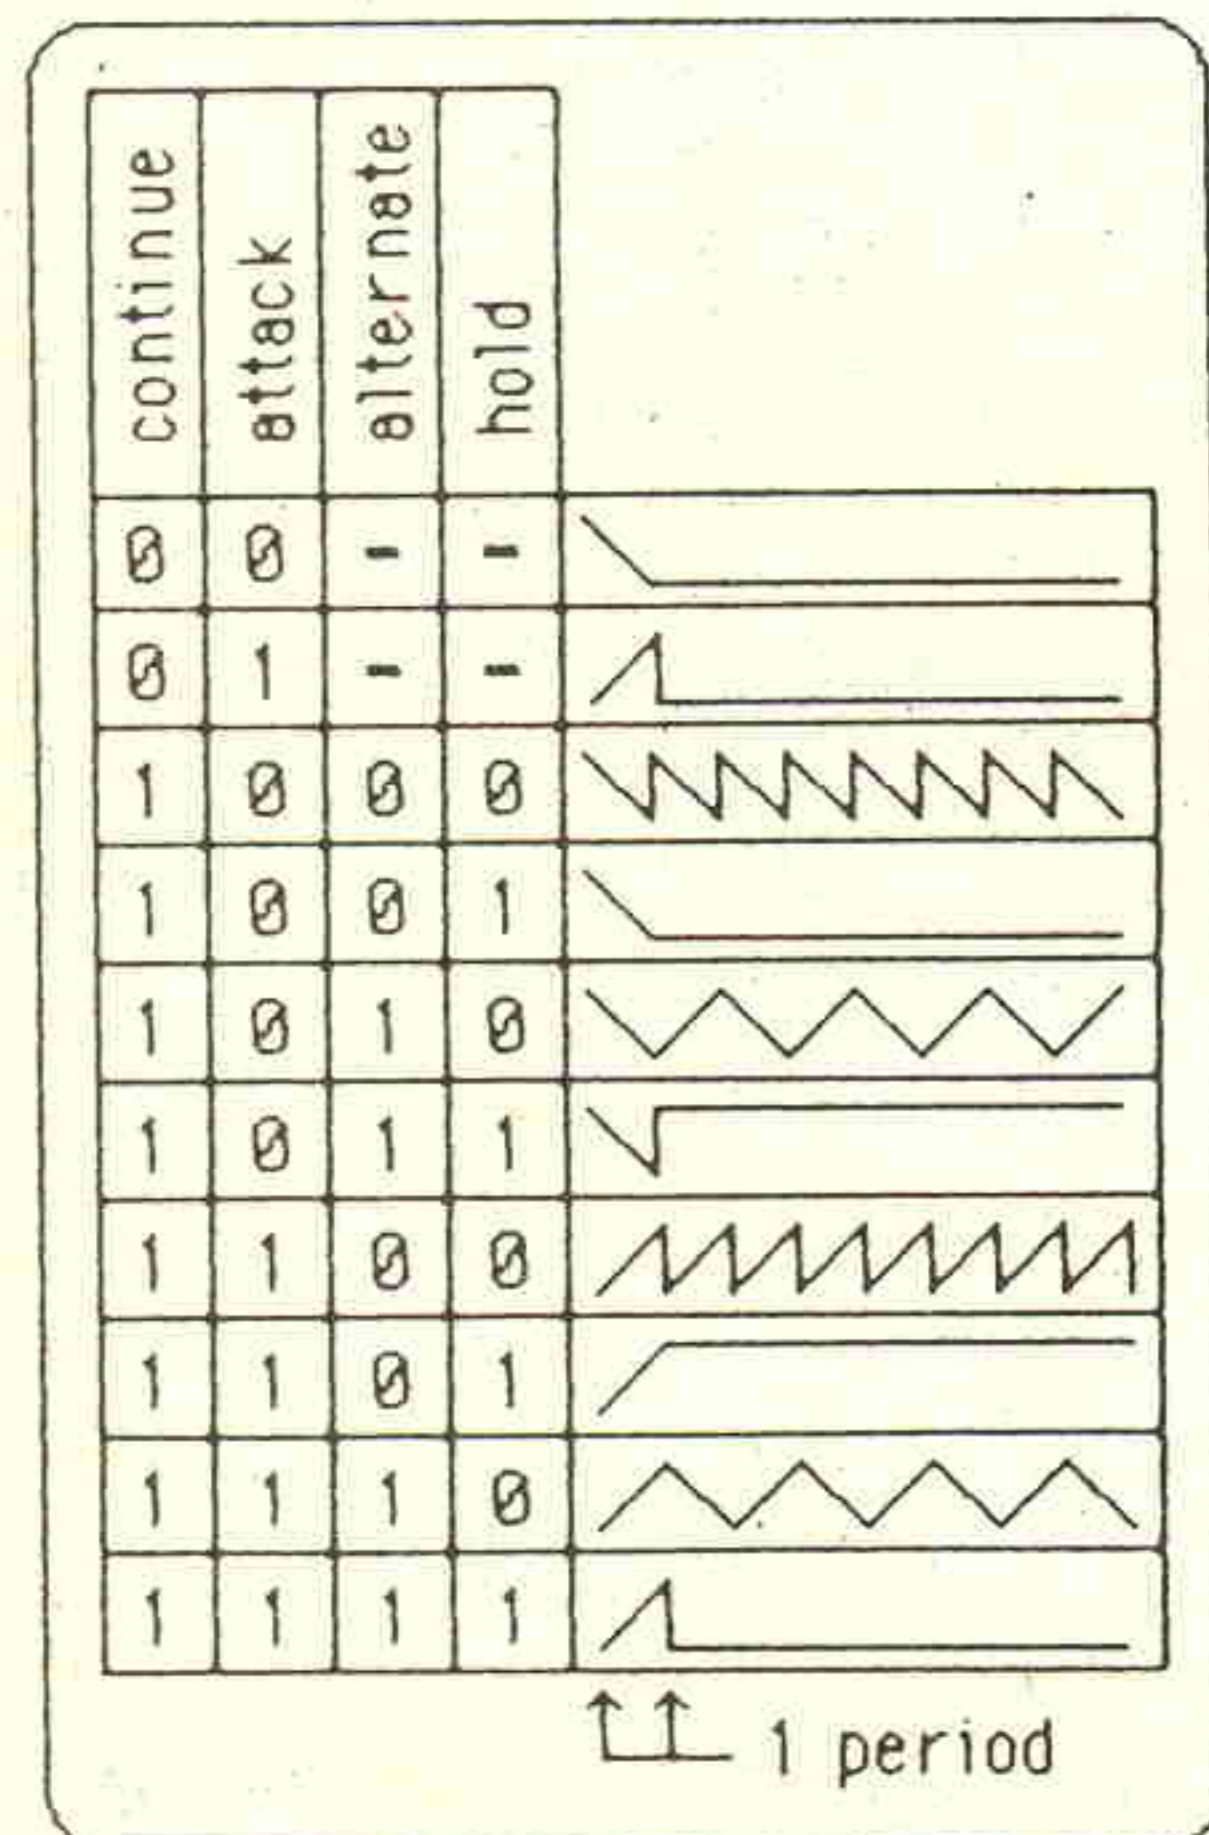 continue attack alternate hold
0 0 - -
0 1 - -
1 0 0 0
1 0 0 1
1 0 1 0
1 0 1 1
1 1 0 0
1 1 0 1
1 1 1 0
1 1 1 1
1 period